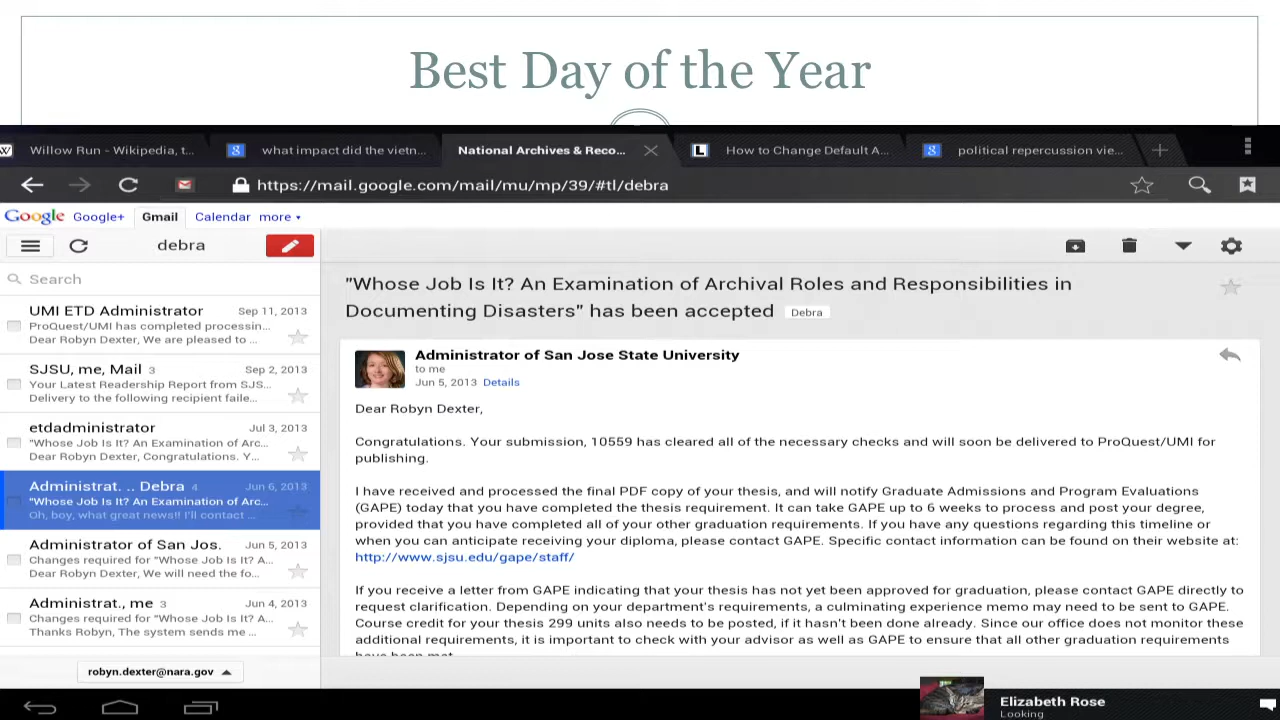 Best Day of the Year
W Willow Run - Wikipedia, t...
g what impact did the vietn...
National Archives & Reco...
L How to Change Default A...
g political repercussion vie...
https://mail.google.com/mail/mu/mp/39/#tl/debra
Google Google+ Gmail Calendar more
debra
Search
UMI ETD Administrator Sep 11, 2013
ProQuest/UMI has completed processin...
Dear Robyn Dexter, We are pleased to ...
SJSU, me, Mail 3 Sep 2, 2013
Your Latest Readership Report from SJS...
Delivery to the following recipient faile...
etdadministrator Jul 3, 2013
"Whose Job Is It? An Examination of Arc...
Dear Robyn Dexter, Congratulations. Y...
Administrat. .. Debra 4 Jun 6, 2013
"Whose Job Is It? An Examination of Arc...
Oh, boy, what great news!! I'll contact ...
Administrator of San Jos. Jun 5, 2013
Changes required for "Whose Job Is It? A...
Dear Robyn Dexter, We will need the fo...
Administrat., me 3 Jun 4, 2013
Changes required for "Whose Job Is It? A...
Thanks Robyn, The system sends me ...
robyn.dexter@nara.gov
"Whose Job Is It? An Examination of Archival Roles and Responsibilities in
Documenting Disasters" has been accepted Debra
Administrator of San Jose State University
to me
Jun 5, 2013 Details
Dear Robyn Dexter,
Congratulations. Your submission, 10559 has cleared all of the necessary checks and will soon be delivered to ProQuest/UMI for
publishing.
I have received and processed the final PDF copy of your thesis, and will notify Graduate Admissions and Program Evaluations
(GAPE) today that you have completed the thesis requirement. It can take GAPE up to 6 weeks to process and post your degree,
provided that you have completed all of your other graduation requirements. If you have any questions regarding this timeline or
when you can anticipate receiving your diploma, please contact GAPE. Specific contact information can be found on their website at:
http://www.sjsu.edu/gape/staff/
If you receive a letter from GAPE indicating that your thesis has not yet been approved for graduation, please contact GAPE directly to
request clarification. Depending on your department's requirements, a culminating experience memo may need to be sent to GAPE.
Course credit for your thesis 299 units also needs to be posted, if it hasn't been done already. Since our office does not monitor these
additional requirements, it is important to check with your advisor as well as GAPE to ensure that all other graduation requirements
have been met.
Elizabeth Rose
Looking